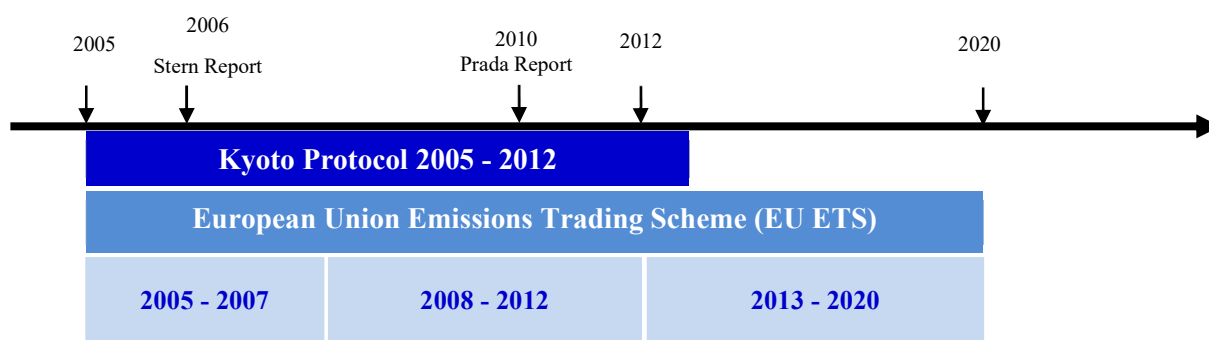 2005
2006
Stern Report
2010
Prada Report
2012
2020
Kyoto Protocol 2005 - 2012
European Union Emissions Trading Scheme (EU ETS)
2005 - 2007
2008 - 2012
2013 - 2020